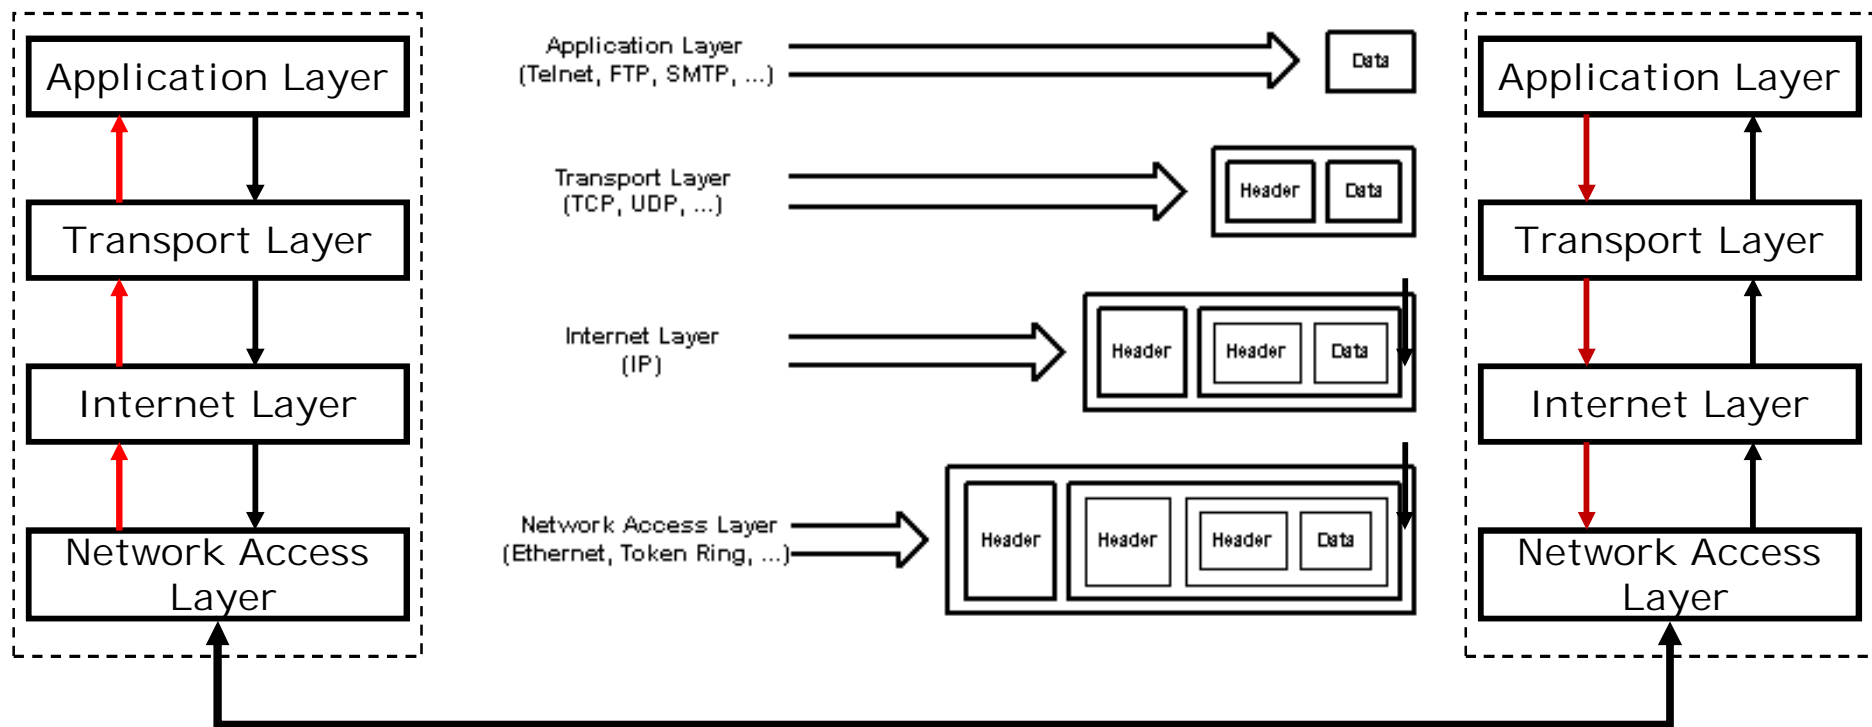 Application Layer
Transport Layer
Internet Layer
Network Access
Layer
Application Layer
(Telnet, FTP, SMTP, ...)
Data
Transport Layer
(TCP, UDP, ...)
Header Data
Internet Layer
(IP)
Header Header Data
Network Access Layer
(Ethernet, Token Ring, ...)
Header Header Header Data
Application Layer
Transport Layer
Internet Layer
Network Access
Layer